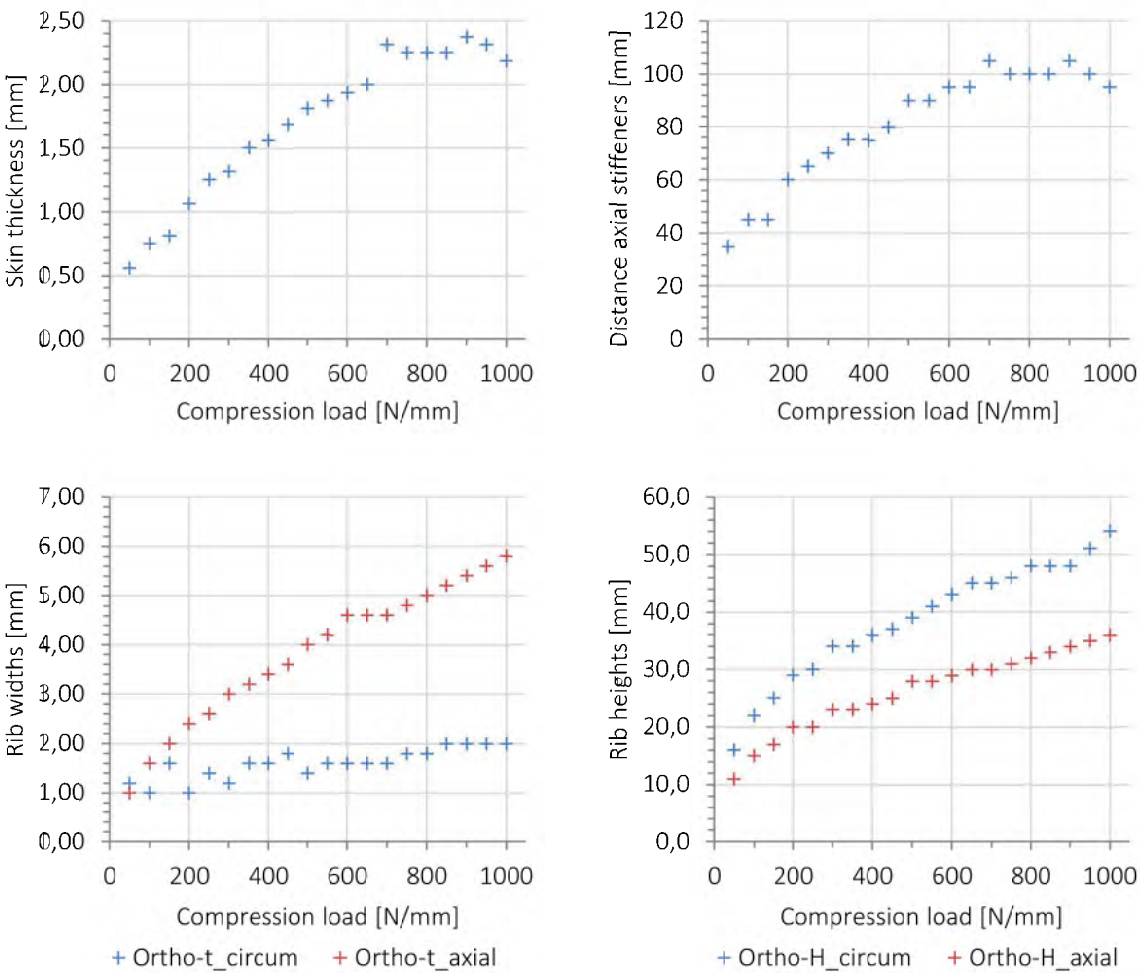 Skin thickness [mm]
2,50
2,00
1,50
1,00
0,50
0,00
0 200 400 600 800 1000
Compression load [N/mm]
Distance axial stiffeners [mm]
120
100
80
60
40
20
0
0 200 400 600 800 1000
Compression load [N/mm]
Rib widths [mm]
7,00
6,00
5,00
4,00
3,00
2,00
1,00
0,00
0 200 400 600 800 1000
Compression load [N/mm]
Ortho-t_circum Ortho-t_axial
Rib heights [mm]
60,0
50,0
40,0
30,0
20,0
10,0
0,0
0 200 400 600 800 1000
Compression load [N/mm]
Ortho-H_circum Ortho-H_axial